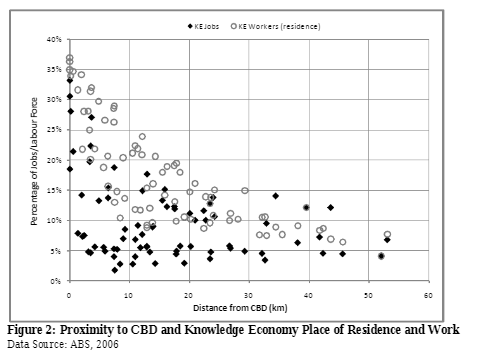 KE Jobs KE Workers (residence)
40%
35%
30%
25%
20%
15%
10%
5%
0%
Percentage of Jobs/Labour Force
0 10 20 30 40 50 60
Distance from CBD (km)
Figure 2: Proximity to CBD and Knowledge Economy Place of Residence and Work
Data Source: ABS, 2006